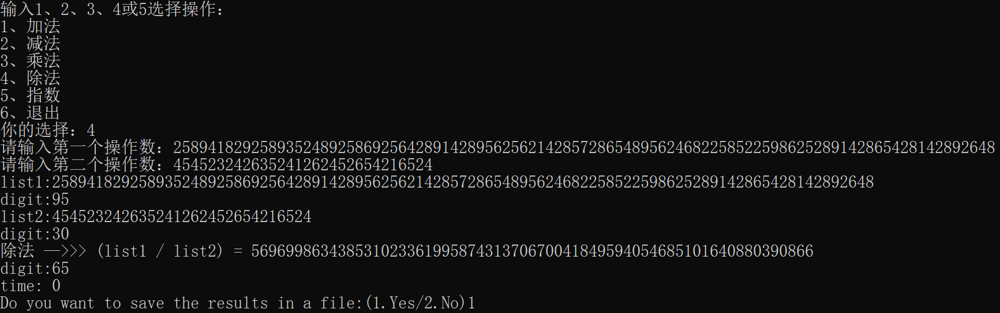 输入1、2、3、4或5选择操作:
1、加法
2、减法
3、乘法
4、除法
5、指数
6、退出
你的选择：4
请输入第一个操作数：25894182925893524892586925642891428956256214285728654895624682258522598625289142865428142892648
请输入第二个操作数：454523242635241262452654216524
list1:25894182925893524892586925642891428956256214285728654895624682258522598625289142865428142892648
digit:95
list2:454523242635241262452654216524
digit:30
除法 —>>> (list1 / list2) = 56969986343853102336199587431370670041849594054685101640880390866
digit:65
time: 0
Do you want to save the results in a file:(1.Yes/2.No)1